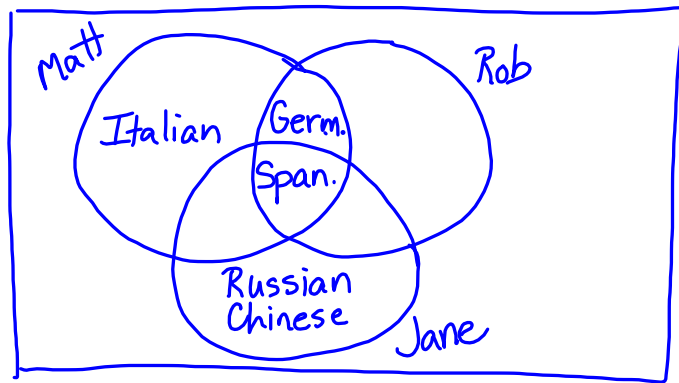 Matt
Rob
Italian
Germ.
Span.
Russian
Chinese
Jane